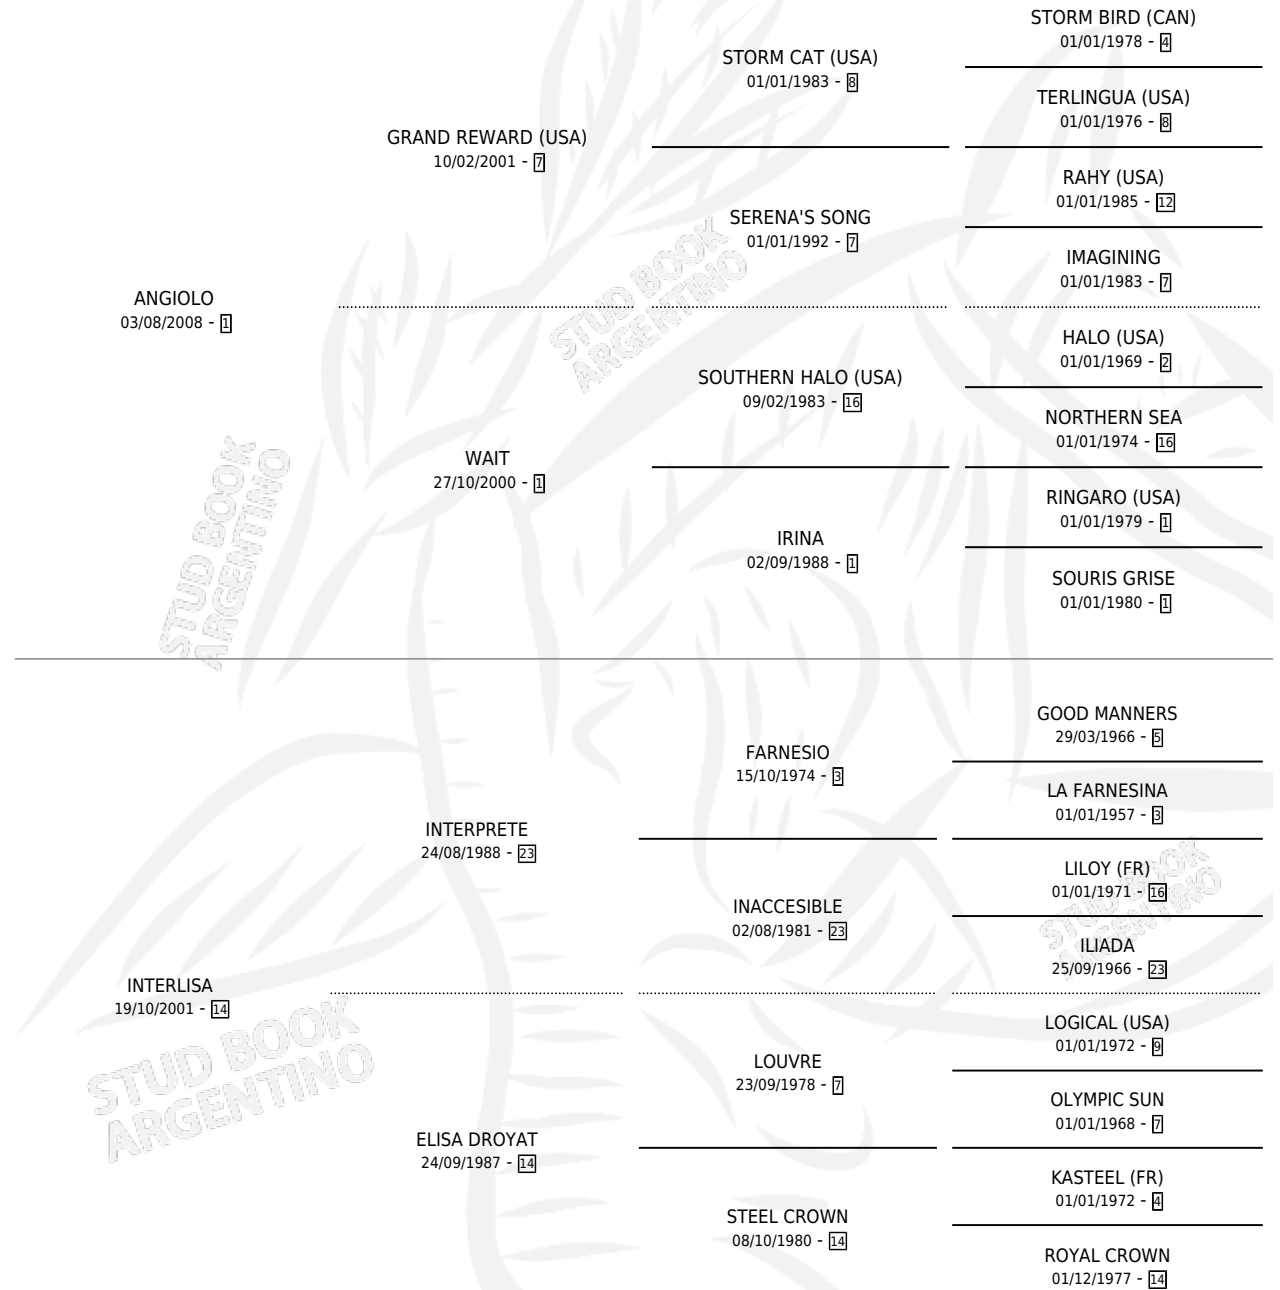 STORM BIRD (CAN)
01/01/1978 - 4
STORM CAT (USA)
01/01/1983 - 8
TERLINGUA (USA)
01/01/1976 - 8
GRAND REWARD (USA)
10/02/2001 - 7
RAHY (USA)
01/01/1985 - 12
SERENA'S SONG
01/01/1992 - 7
IMAGINING
01/01/1983 - 7
ANGIOLO
03/08/2008 - 1
HALO (USA)
01/01/1969 - 2
SOUTHERN HALO (USA)
09/02/1983 - 16
NORTHERN SEA
01/01/1974 - 16
WAIT
27/10/2000 - 1
RINGARO (USA)
01/01/1979 - 1
IRINA
02/09/1988 - 1
SOURIS GRISE
01/01/1980 - 1
GOOD MANNERS
29/03/1966 - 5
FARNESIO
15/10/1974 - 3
LA FARNESINA
01/01/1957 - 3
INTERPRETE
24/08/1988 - 23
LILOY (FR)
01/01/1971 - 16
INACCESIBLE
02/08/1981 - 23
ILIADA
25/09/1966 - 23
INTERLISA
19/10/2001 - 14
LOGICAL (USA)
01/01/1972 - 9
LOUVRE
23/09/1978 - 7
OLYMPIC SUN
01/01/1968 - 7
ELISA DROYAT
24/09/1987 - 14
KASTEEL (FR)
01/01/1972 - 4
STEEL CROWN
08/10/1980 - 14
ROYAL CROWN
01/12/1977 - 14
STUD BOOK
ARGENTINO
STUD BOOK
ARGENTINO
STUD BOOK
ARGENTINO
STUD BOOK
ARGENTINO